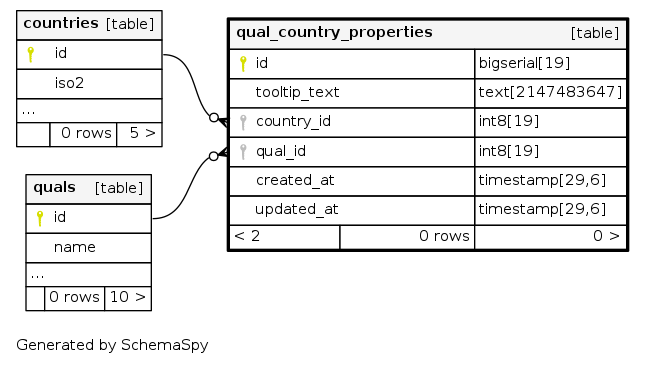 countries [table]
id
iso2
...
0 rows 5 >
quals [table]
id
name
...
0 rows 10 >
qual_country_properties [table]
id bigserial[19]
tooltip_text text[2147483647]
country_id int8[19]
qual_id int8[19]
created_at timestamp[29,6]
updated_at timestamp[29,6]
< 2 0 rows 0 >
Generated by SchemaSpy